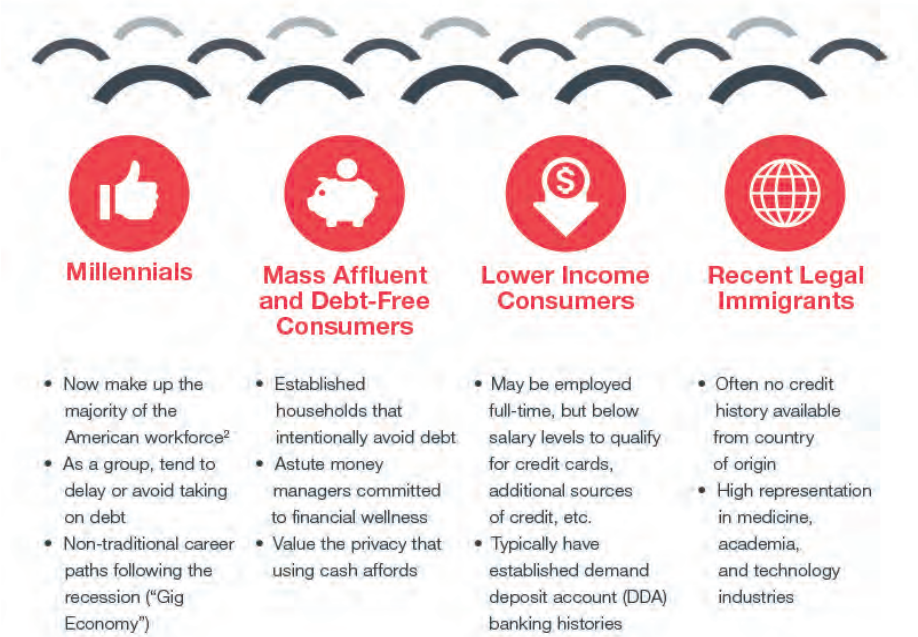 Millennials
• Now make up the
majority of the
American workforce²
• As a group, tend to
delay or avoid taking
on debt
• Non-traditional career
paths following the
recession (“Gig
Economy”)
Mass Affluent
and Debt-Free
Consumers
• Established
households that
intentionally avoid debt
• Astute money
managers committed
to financial wellness
• Value the privacy that
using cash affords
Lower Income
Consumers
• May be employed
full-time, but below
salary levels to qualify
for credit cards,
additional sources
of credit, etc.
• Typically have
established demand
deposit account (DDA)
banking histories
Recent Legal
Immigrants
• Often no credit
history available
from country
of origin
• High representation
in medicine,
academia,
and technology
industries